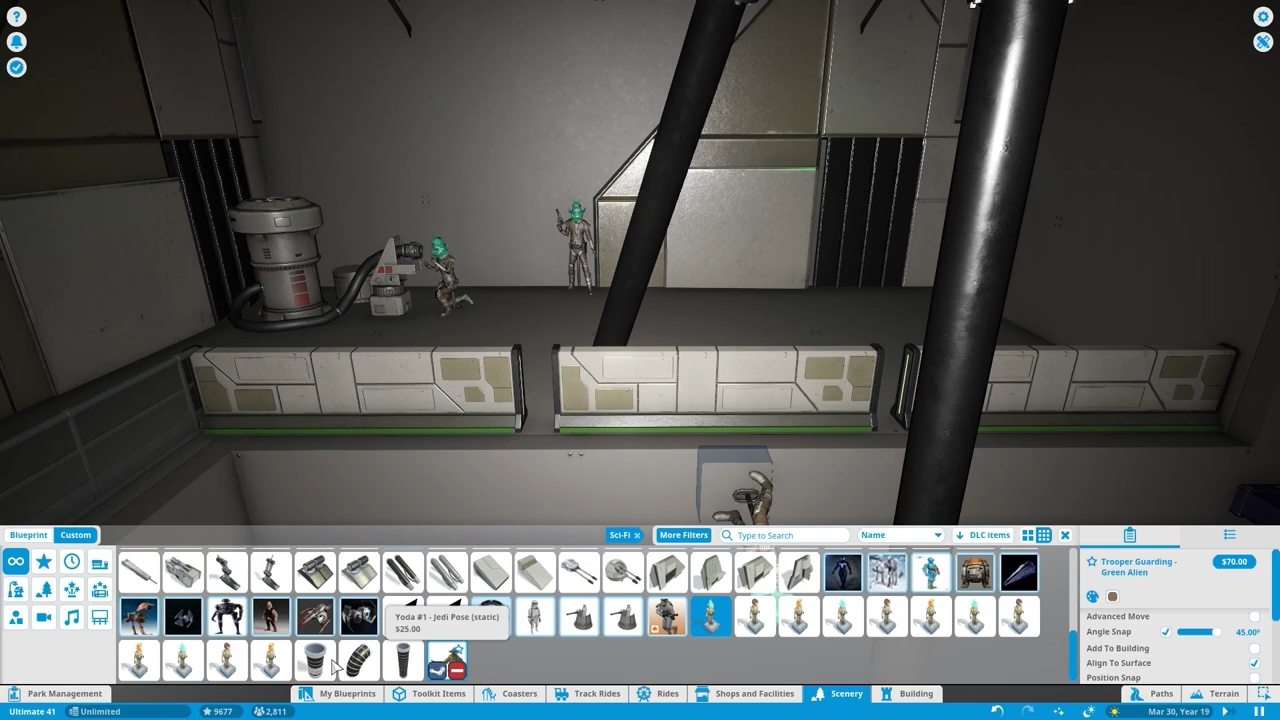 Blueprint
Custom
Sci-Fi
More Filters
Type to Search
Name
DLC items
Yoda #1 - Jedi Pose (static)
$25.00
Trooper Guarding -
Green Alien
$70.00
Advanced Move
Angle Snap
45.00°
Add To Building
Align To Surface
Position Snap
Park Management
My Blueprints
Toolkit Items
Coasters
Track Rides
Rides
Shops and Facilities
Scenery
Building
Paths
Terrain
Ultimate 41
Unlimited
9677
2,811
Mar 30, Year 19